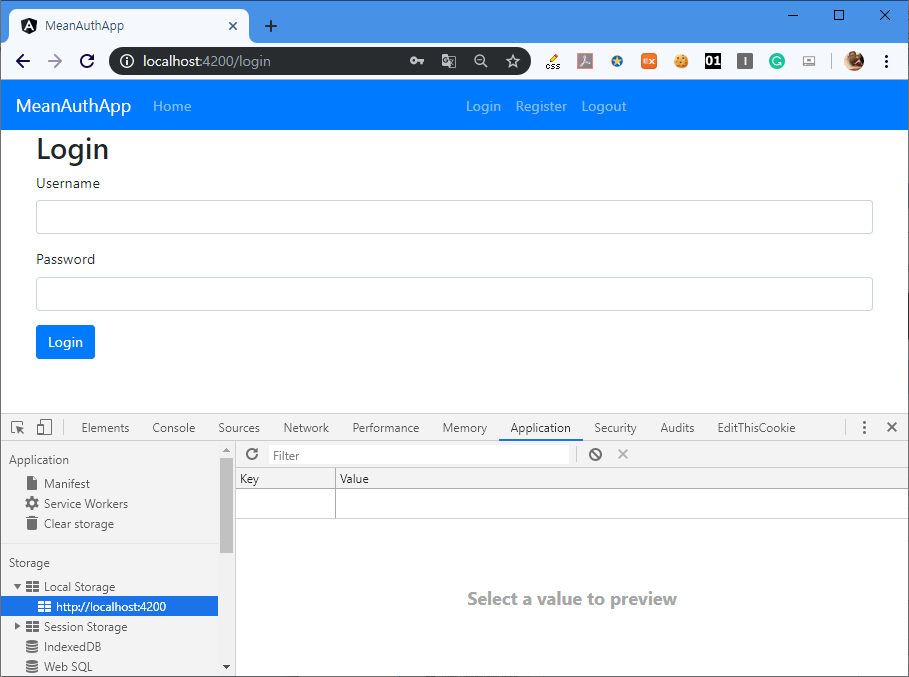 MeanAuthApp
localhost:4200/login
css
01
MeanAuthApp Home Login Register Logout
Login
Username
Password
Login
Elements Console Sources Network Performance Memory Application Security Audits EditThisCookie
Application
Filter
Key Value
Manifest
Service Workers
Clear storage
Storage
Local Storage
http://localhost:4200
Session Storage
IndexedDB
Web SQL
Select a value to preview